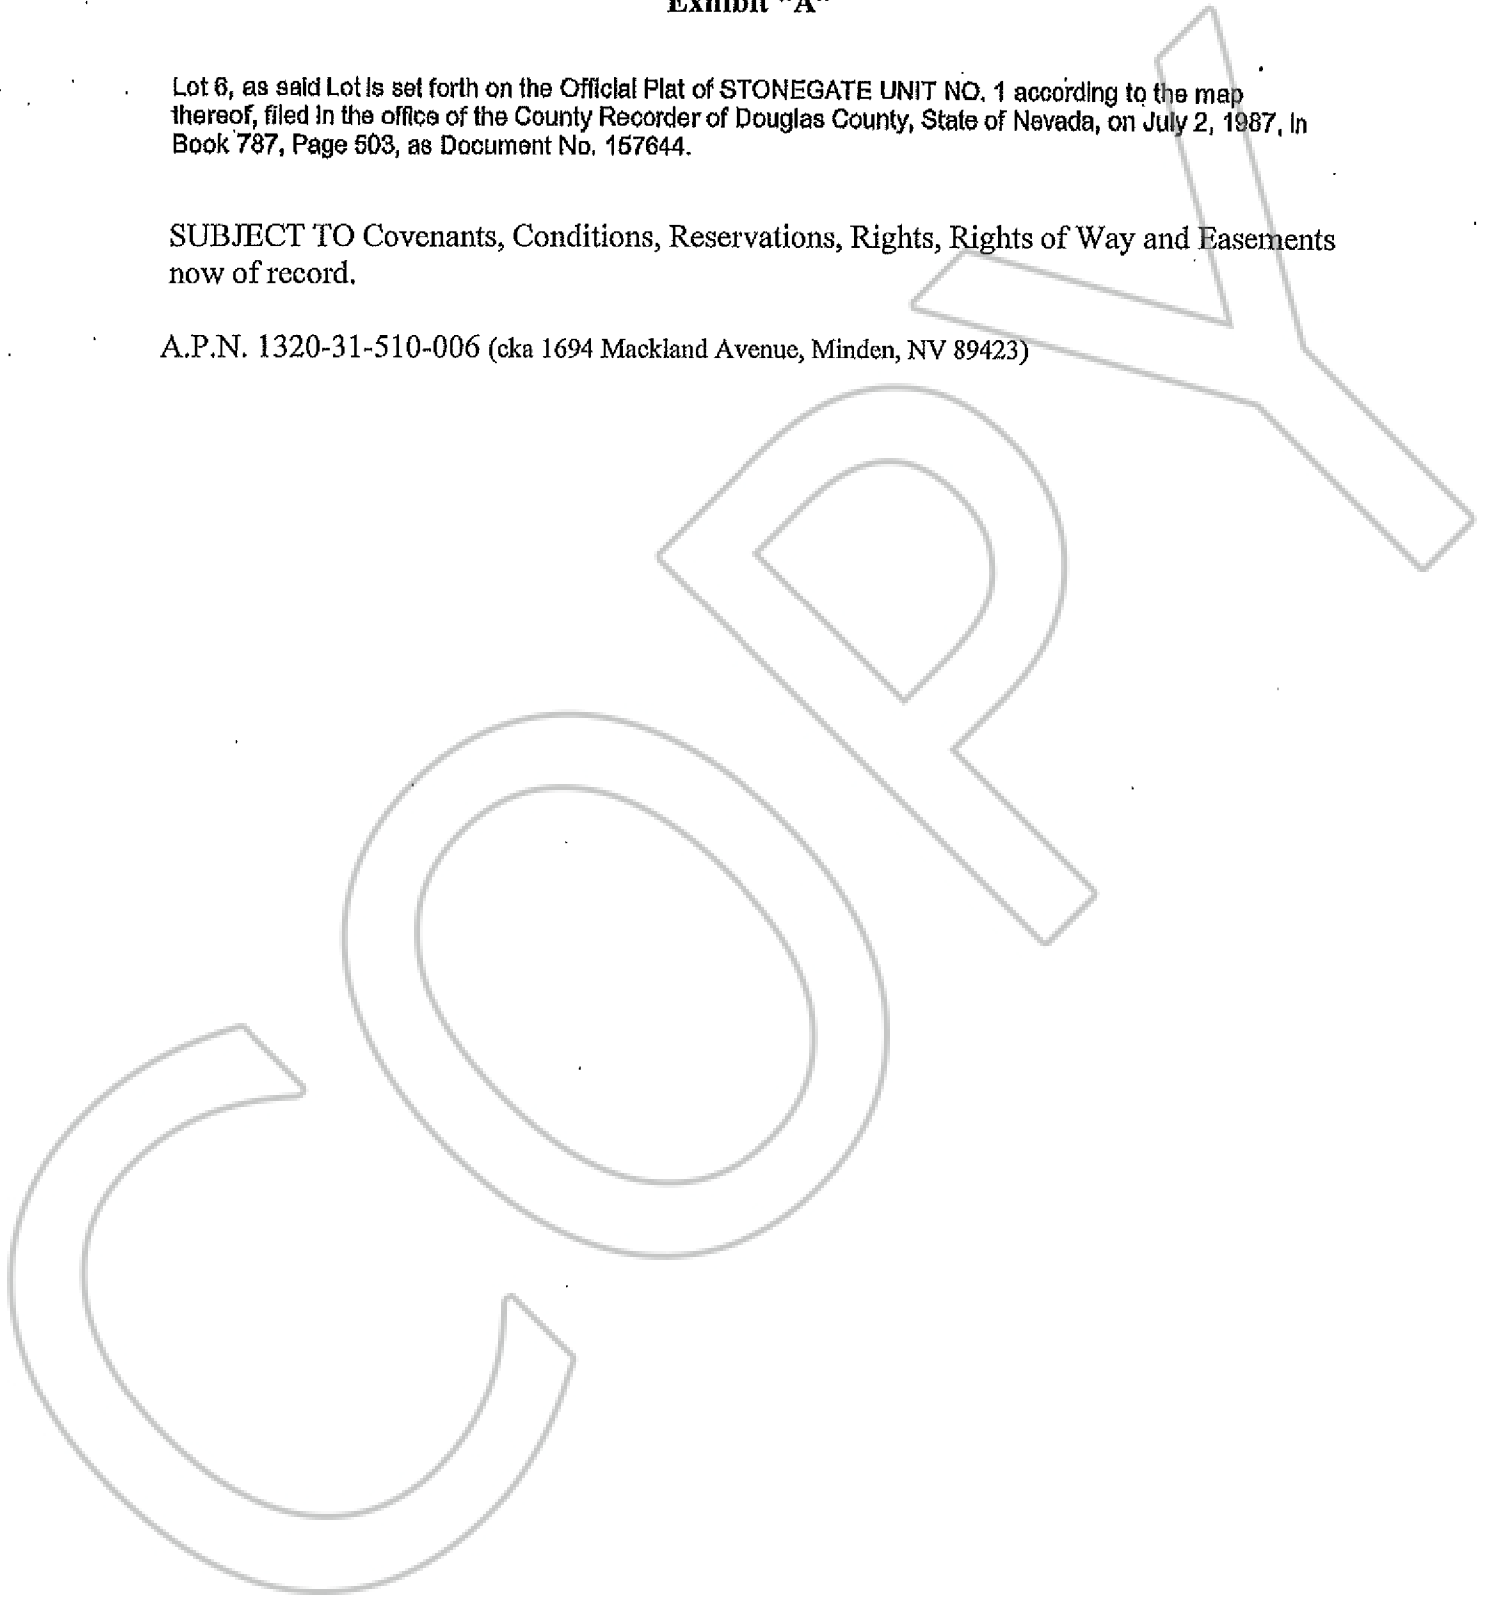 Exhibit "A"
Lot 6, as said Lot is set forth on the Official Plat of STONEGATE UNIT NO. 1 according to the map
thereof, filed in the office of the County Recorder of Douglas County, State of Nevada, on July 2, 1987, in
Book 787, Page 503, as Document No. 157644.
SUBJECT TO Covenants, Conditions, Reservations, Rights, Rights of Way and Easements
now of record.
A.P.N. 1320-31-510-006 (cka 1694 Mackland Avenue, Minden, NV 89423)
COPY